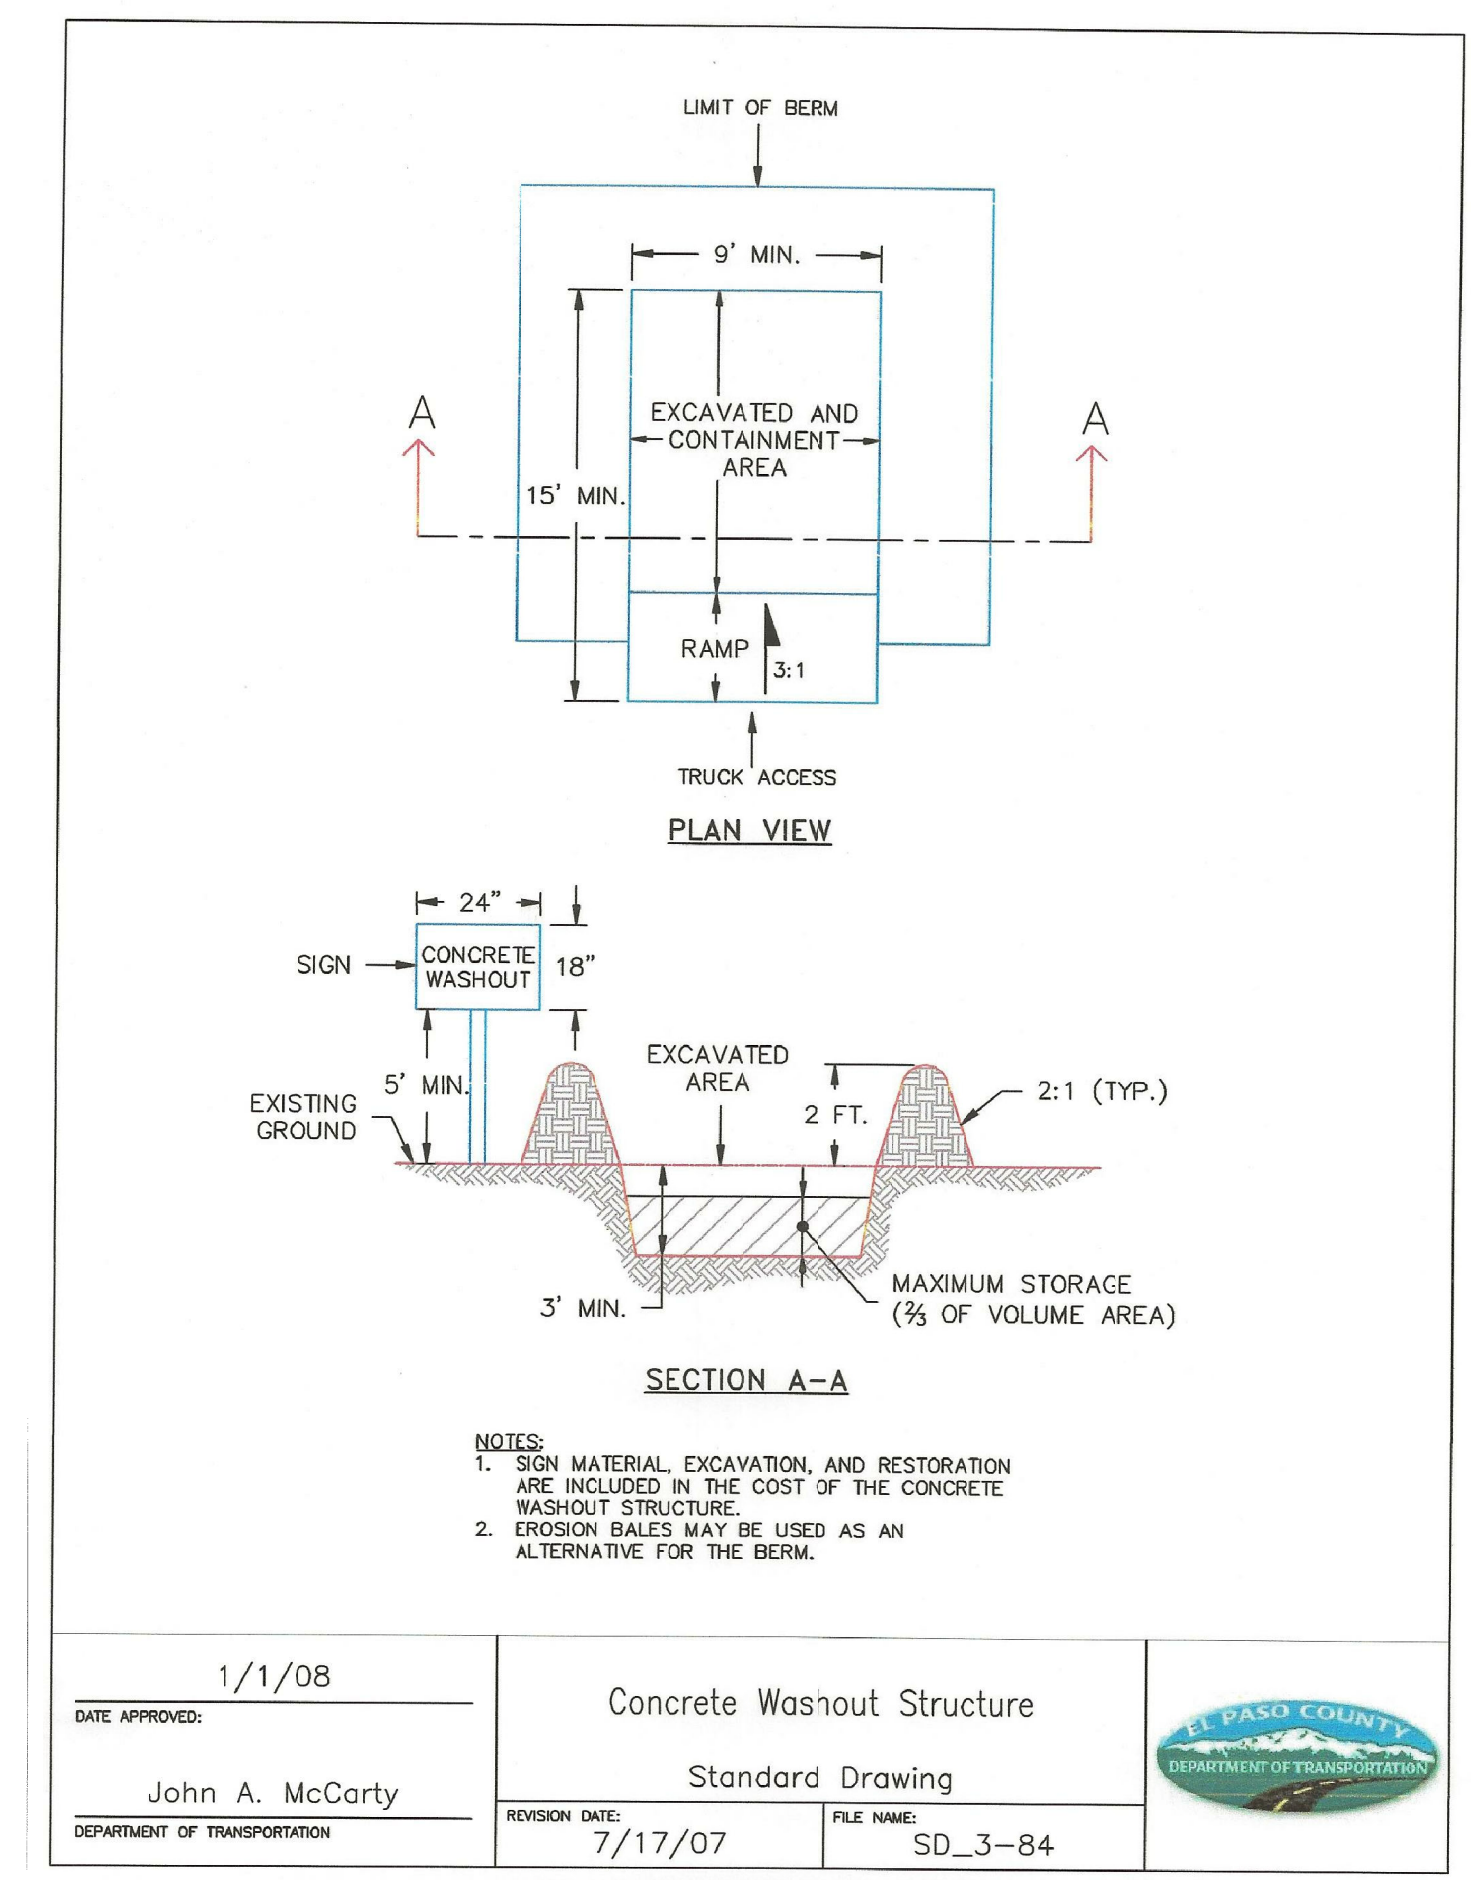 LIMIT OF BERM
9' MIN.
EXCAVATED AND
CONTAINMENT
AREA
A
A
15' MIN.
RAMP
3:1
TRUCK ACCESS
PLAN VIEW
24"
SIGN
CONCRETE
WASHOUT
18"
5' MIN.
EXISTING
GROUND
EXCAVATED
AREA
2 FT.
2:1 (TYP.)
3' MIN.
MAXIMUM STORAGE
(2/3 OF VOLUME AREA)
SECTION A-A
NOTES:
1. SIGN MATERIAL, EXCAVATION, AND RESTORATION
ARE INCLUDED IN THE COST OF THE CONCRETE
WASHOUT STRUCTURE.
2. EROSION BALES MAY BE USED AS AN
ALTERNATIVE FOR THE BERM.
1/1/08
DATE APPROVED:
John A. McCarty
DEPARTMENT OF TRANSPORTATION
Concrete Washout Structure
Standard Drawing
REVISION DATE:
7/17/07
FILE NAME:
SD_3-84
EL PASO COUNTY
DEPARTMENT OF TRANSPORTATION